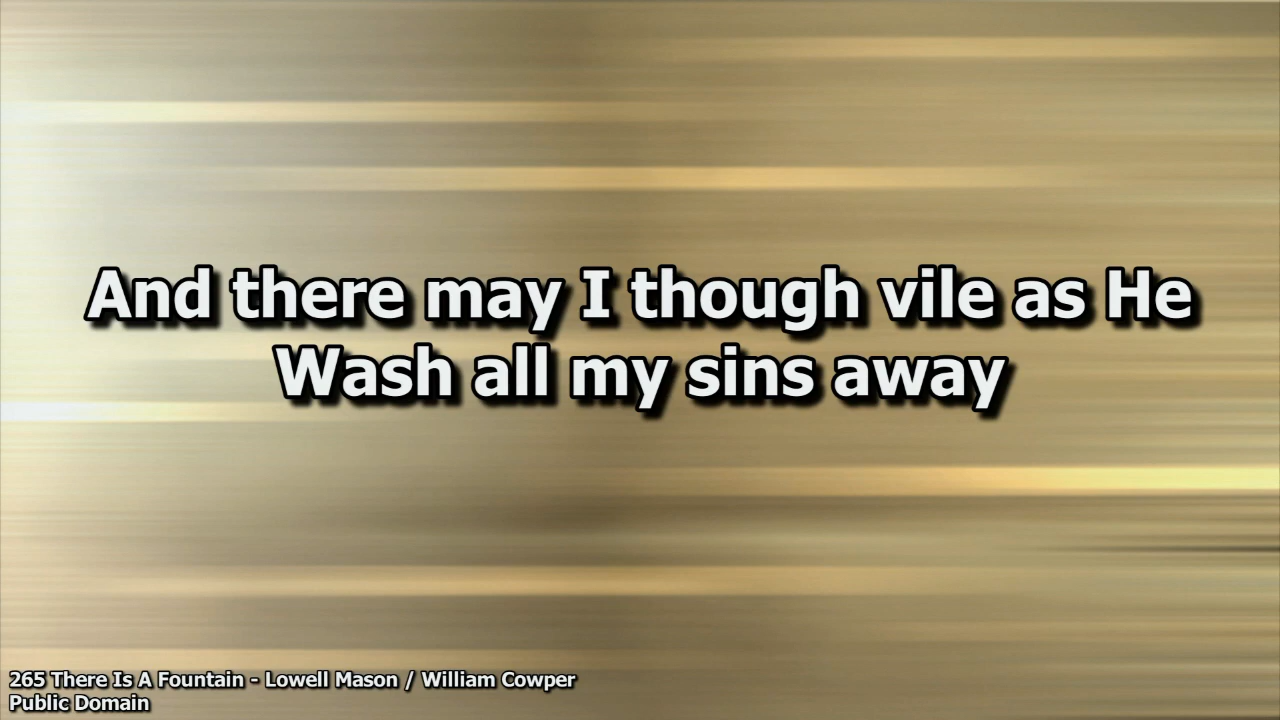 And there may I though vile as He
Wash all my sins away
265 There Is A Fountain - Lowell Mason / William Cowper
Public Domain